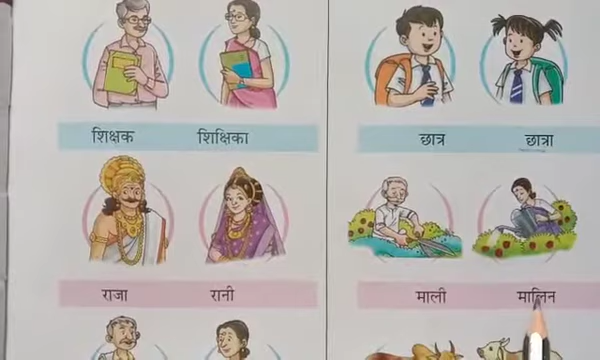 शिक्षक शिक्षिका
छात्र छात्रा
राजा रानी
माली मालिन